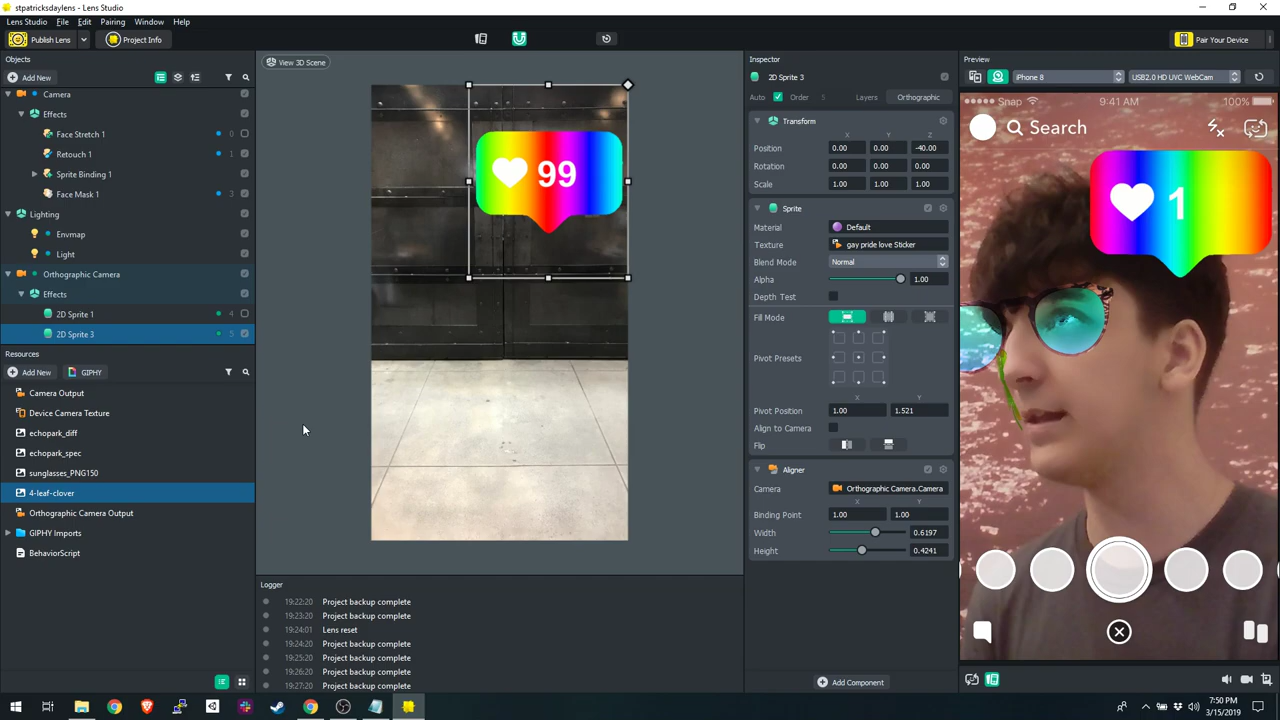 stpatricksdaylens - Lens Studio
Lens Studio File Edit Pairing Window Help
Publish Lens Project Info Pair Your Device
Objects
Add New
Camera
Effects
Face Stretch 1 0
Retouch 1 1
Sprite Binding 1
Face Mask 1 3
Lighting
Envmap
Light
Orthographic Camera
Effects
2D Sprite 1 4
2D Sprite 3 5
Resources
Add New GIPHY
Camera Output
Device Camera Texture
echopark_diff
echopark_spec
sunglasses_PNG150
4-leaf-clover
Orthographic Camera Output
GIPHY Imports
BehaviorScript
View 3D Scene
99
Logger
19:22:20 Project backup complete
19:23:20 Project backup complete
19:24:01 Lens reset
19:24:20 Project backup complete
19:25:20 Project backup complete
19:26:20 Project backup complete
19:27:20 Project backup complete
Inspector
2D Sprite 3
Auto Order 5 Layers Orthographic
Transform
X Y Z
Position 0.00 0.00 -40.00
Rotation 0.00 0.00 0.00
Scale 1.00 1.00 1.00
Sprite
Material Default
Texture gay pride love Sticker
Blend Mode Normal
Alpha 1.00
Depth Test
Fill Mode
Pivot Presets
X Y
Pivot Position 1.00 1.521
Align to Camera
Flip
Aligner
Camera Orthographic Camera.Camera
X Y
Binding Point 1.00 1.00
Width 0.6197
Height 0.4241
Add Component
Preview
iPhone 8 USB2.0 HD UVC WebCam
Snap 9:41 AM 100%
Search
1
7:50 PM
3/15/2019